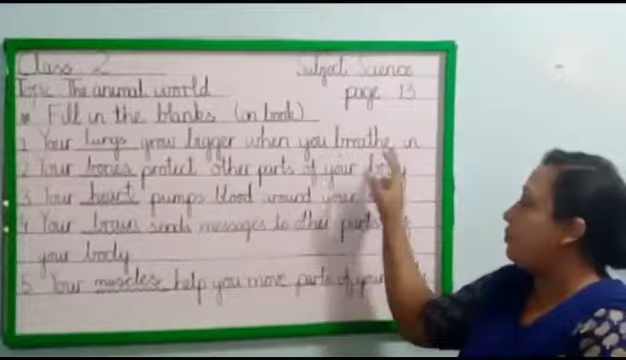 Class 2 Subject Science
Topic The animal world page 13
* Fill in the blanks (on book)
1 Your lungs grow bigger when you breathe in
2 Your bones protect other parts of your body
3 Your heart pumps blood around your
4 Your sends messages to other parts of
your body
5 Your muscles help you move parts of your